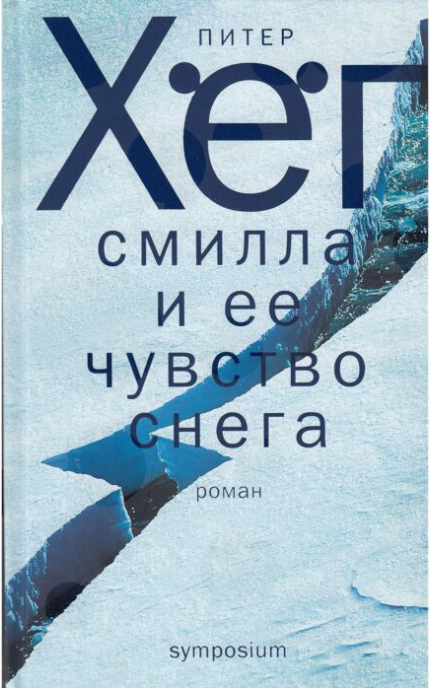 ПИТЕР
Хёг
смилла
и ее
чувство
снега
роман
symposium